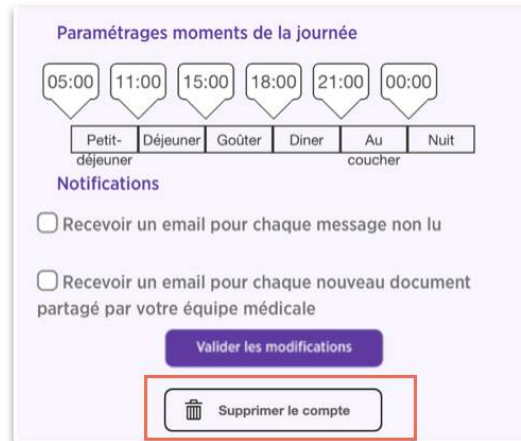 Paramétrages moments de la journée
05:00 11:00 15:00 18:00 21:00 00:00
Petit- Déjeuner Goûter Diner Au Nuit
déjeuner coucher
Notifications
Recevoir un email pour chaque message non lu
Recevoir un email pour chaque nouveau document
partagé par votre équipe médicale
Valider les modifications
Supprimer le compte